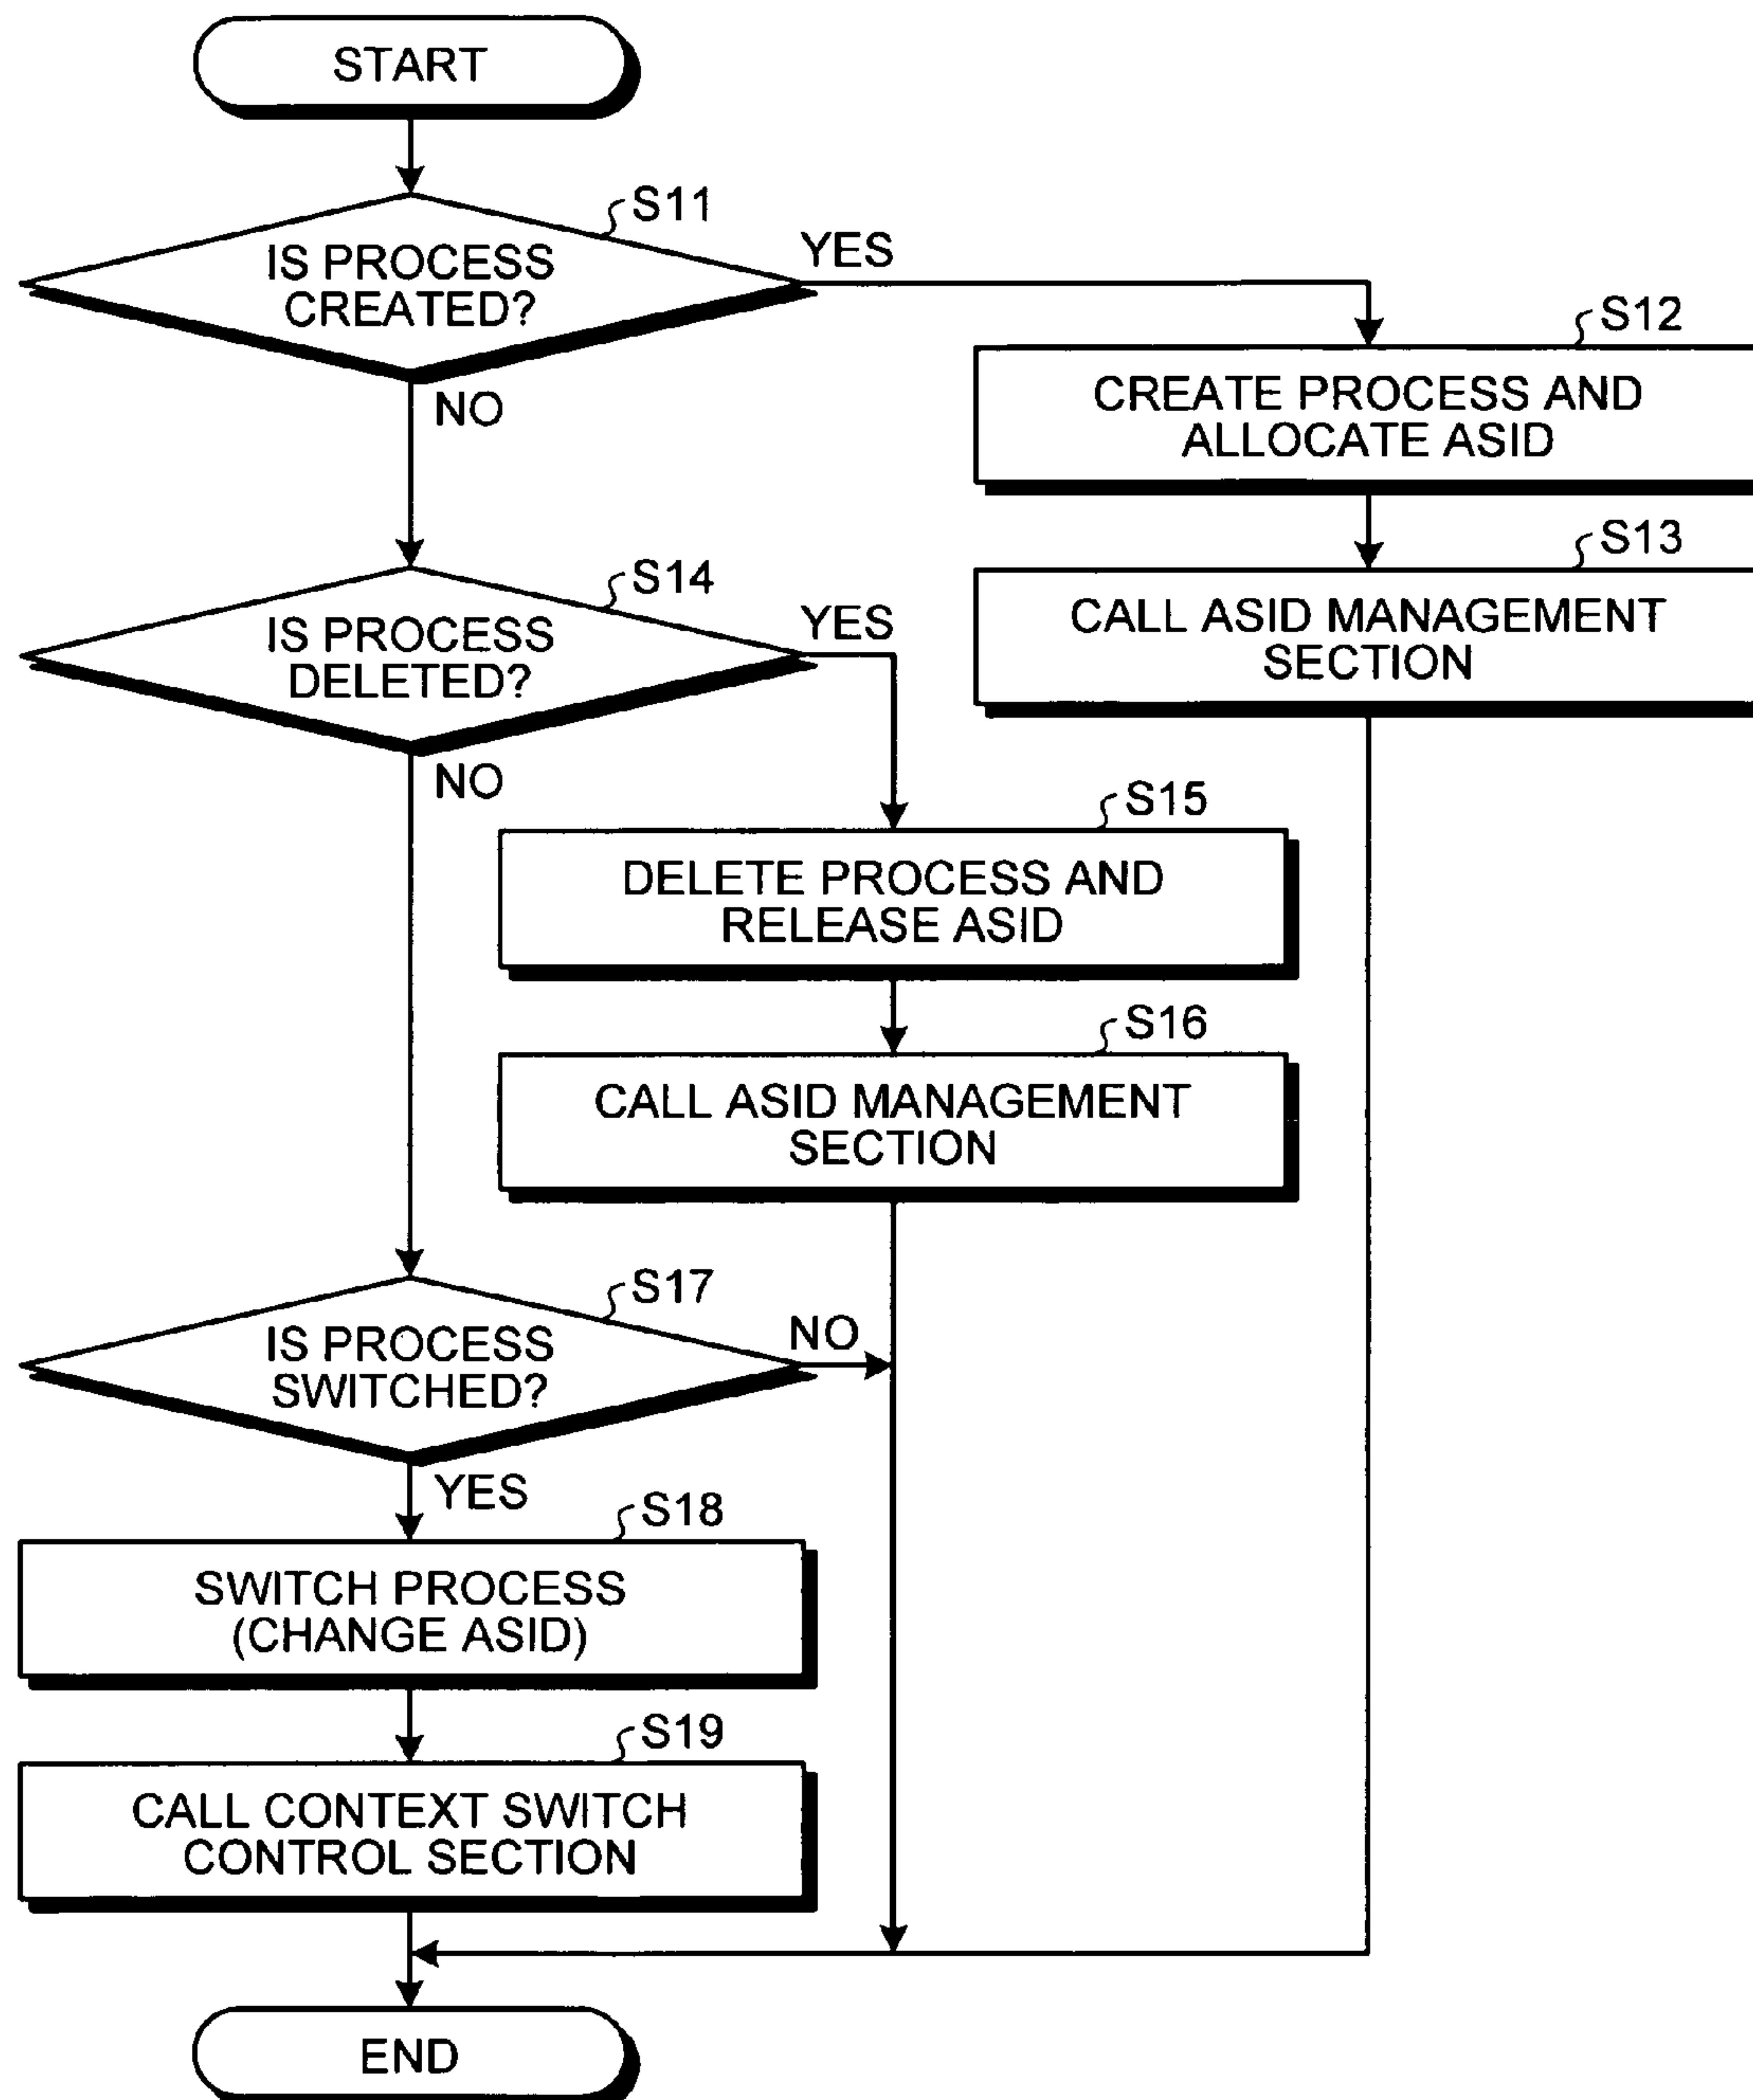 START
S11
IS PROCESS
CREATED?
YES
NO
S12
CREATE PROCESS AND
ALLOCATE ASID
S13
CALL ASID MANAGEMENT
SECTION
S14
IS PROCESS
DELETED?
YES
NO
S15
DELETE PROCESS AND
RELEASE ASID
S16
CALL ASID MANAGEMENT
SECTION
S17
IS PROCESS
SWITCHED?
NO
YES
S18
SWITCH PROCESS
(CHANGE ASID)
S19
CALL CONTEXT SWITCH
CONTROL SECTION
END